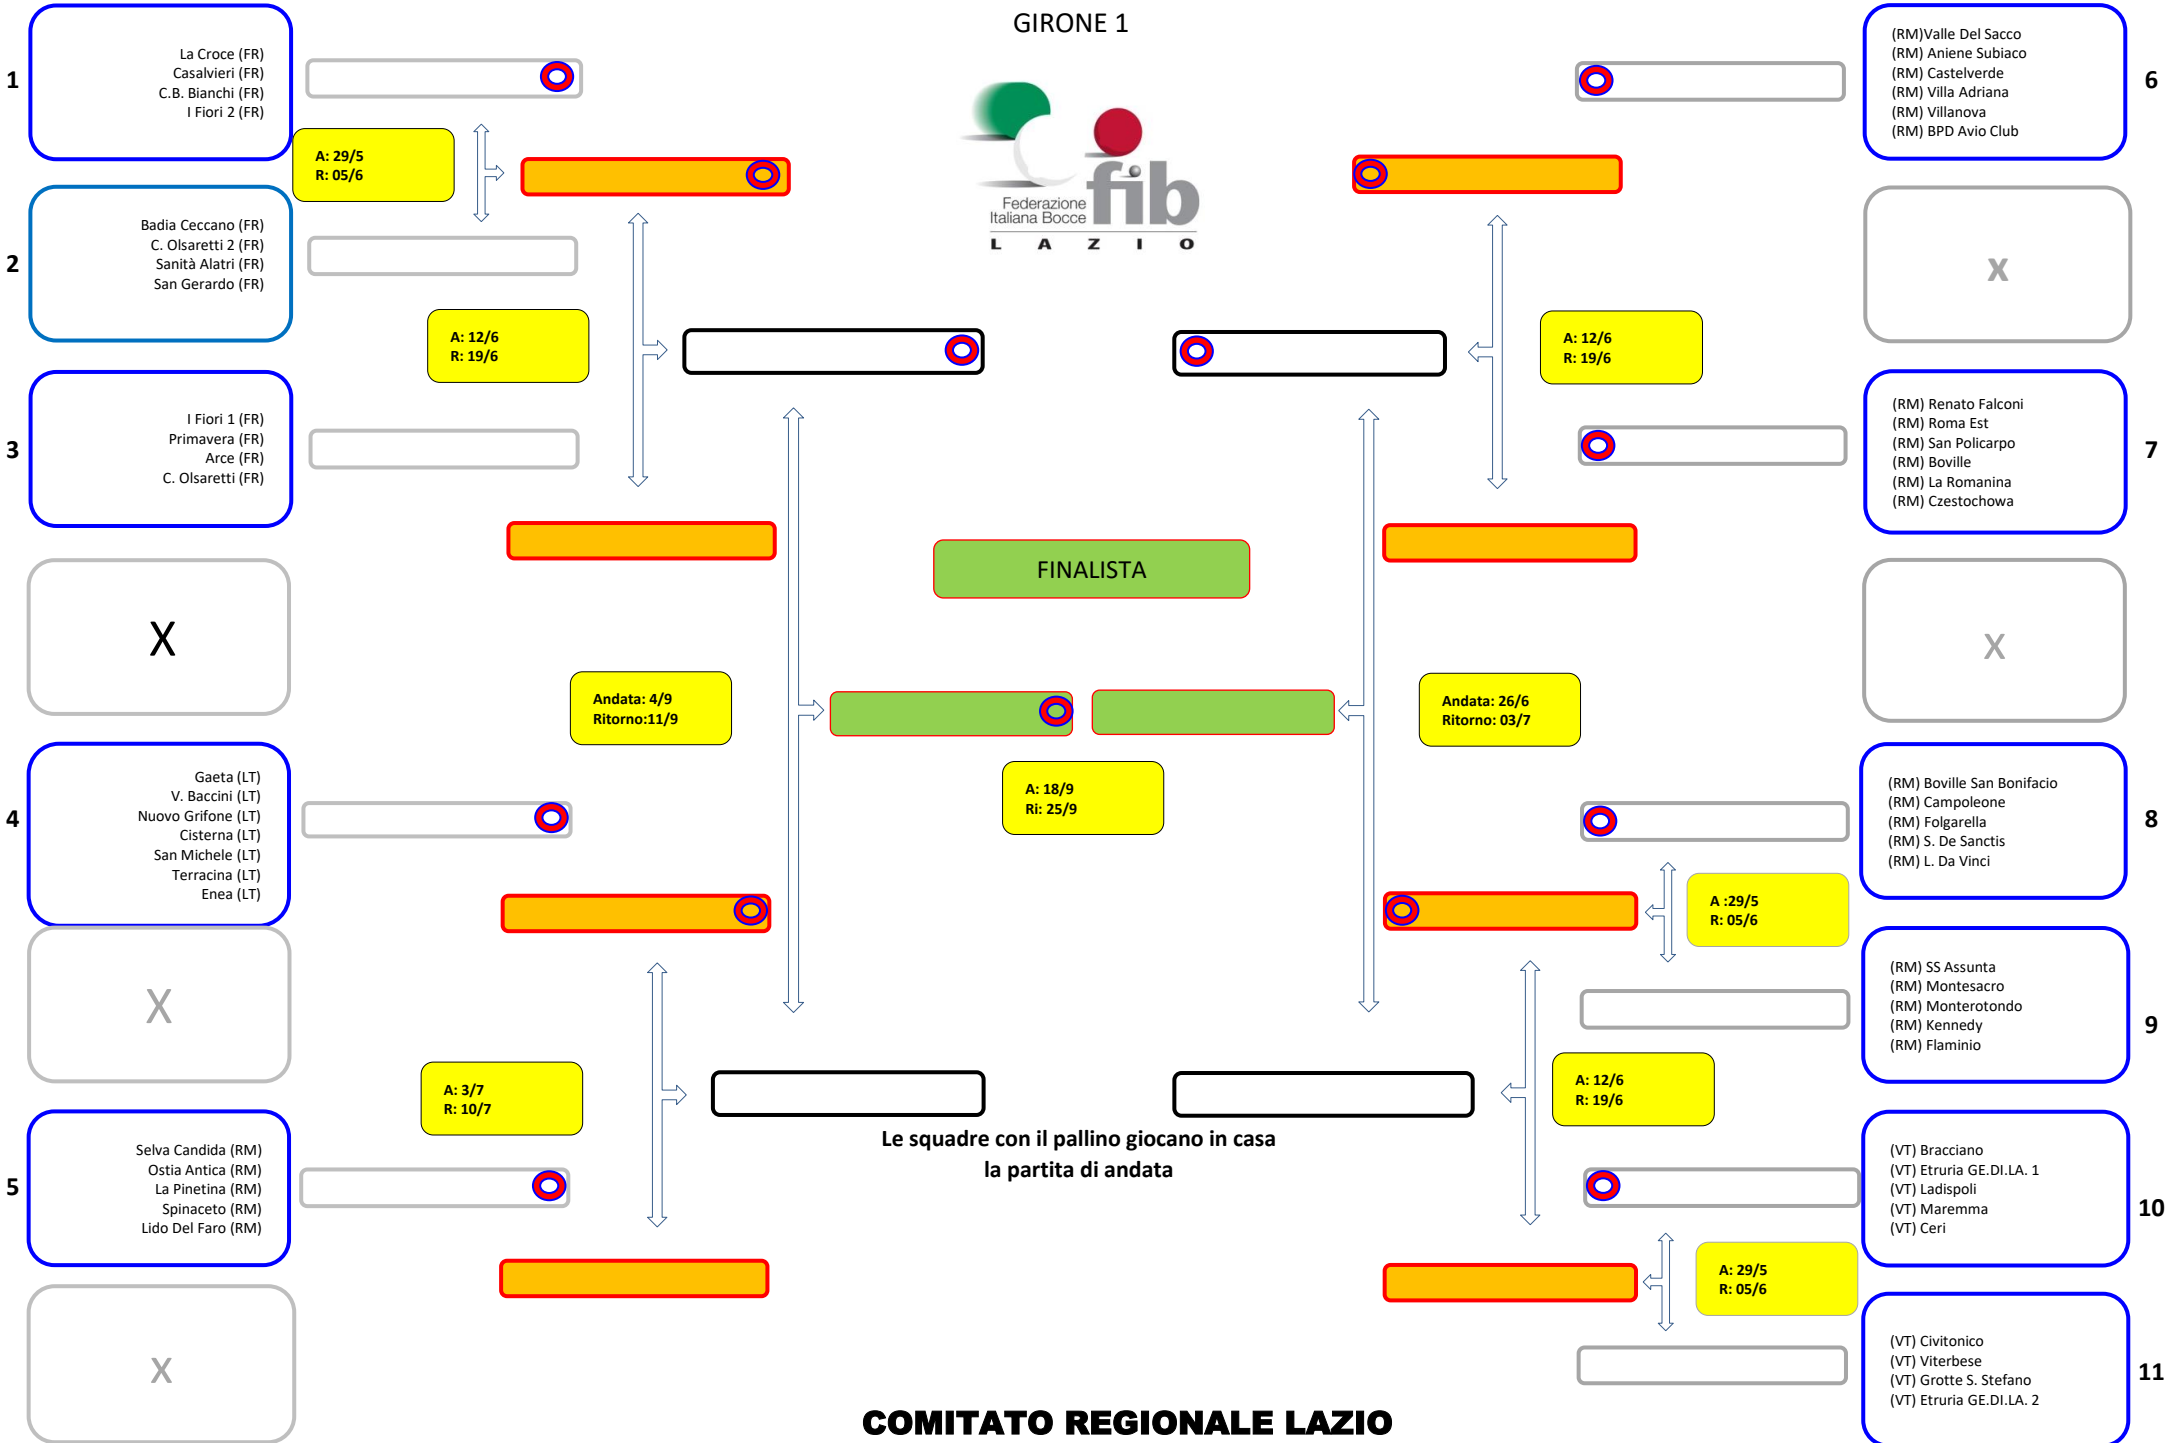 GIRONE 1
1
La Croce (FR)
Casalvieri (FR)
C.B. Bianchi (FR)
I Fiori 2 (FR)
A: 29/5
R: 05/6
2
Badia Ceccano (FR)
C. Olsaretti 2 (FR)
Sanità Alatri (FR)
San Gerardo (FR)
A: 12/6
R: 19/6
3
I Fiori 1 (FR)
Primavera (FR)
Arce (FR)
C. Olsaretti (FR)
X
Andata: 4/9
Ritorno:11/9
4
Gaeta (LT)
V. Baccini (LT)
Nuovo Grifone (LT)
Cisterna (LT)
San Michele (LT)
Terracina (LT)
Enea (LT)
X
A: 3/7
R: 10/7
5
Selva Candida (RM)
Ostia Antica (RM)
La Pinetina (RM)
Spinaceto (RM)
Lido Del Faro (RM)
X
fib
Federazione
Italiana Bocce
LAZIO
FINALISTA
A: 18/9
Ri: 25/9
Le squadre con il pallino giocano in casa
la partita di andata
(RM)Valle Del Sacco
(RM) Aniene Subiaco
(RM) Castelverde
(RM) Villa Adriana
(RM) Villanova
(RM) BPD Avio Club
6
x
A: 12/6
R: 19/6
(RM) Renato Falconi
(RM) Roma Est
(RM) San Policarpo
(RM) Boville
(RM) La Romanina
(RM) Czestochowa
7
X
Andata: 26/6
Ritorno: 03/7
(RM) Boville San Bonifacio
(RM) Campoleone
(RM) Folgarella
(RM) S. De Sanctis
(RM) L. Da Vinci
8
A :29/5
R: 05/6
(RM) SS Assunta
(RM) Montesacro
(RM) Monterotondo
(RM) Kennedy
(RM) Flaminio
9
A: 12/6
R: 19/6
(VT) Bracciano
(VT) Etruria GE.DI.LA. 1
(VT) Ladispoli
(VT) Maremma
(VT) Ceri
10
A: 29/5
R: 05/6
(VT) Civitonico
(VT) Viterbese
(VT) Grotte S. Stefano
(VT) Etruria GE.DI.LA. 2
11
COMITATO REGIONALE LAZIO